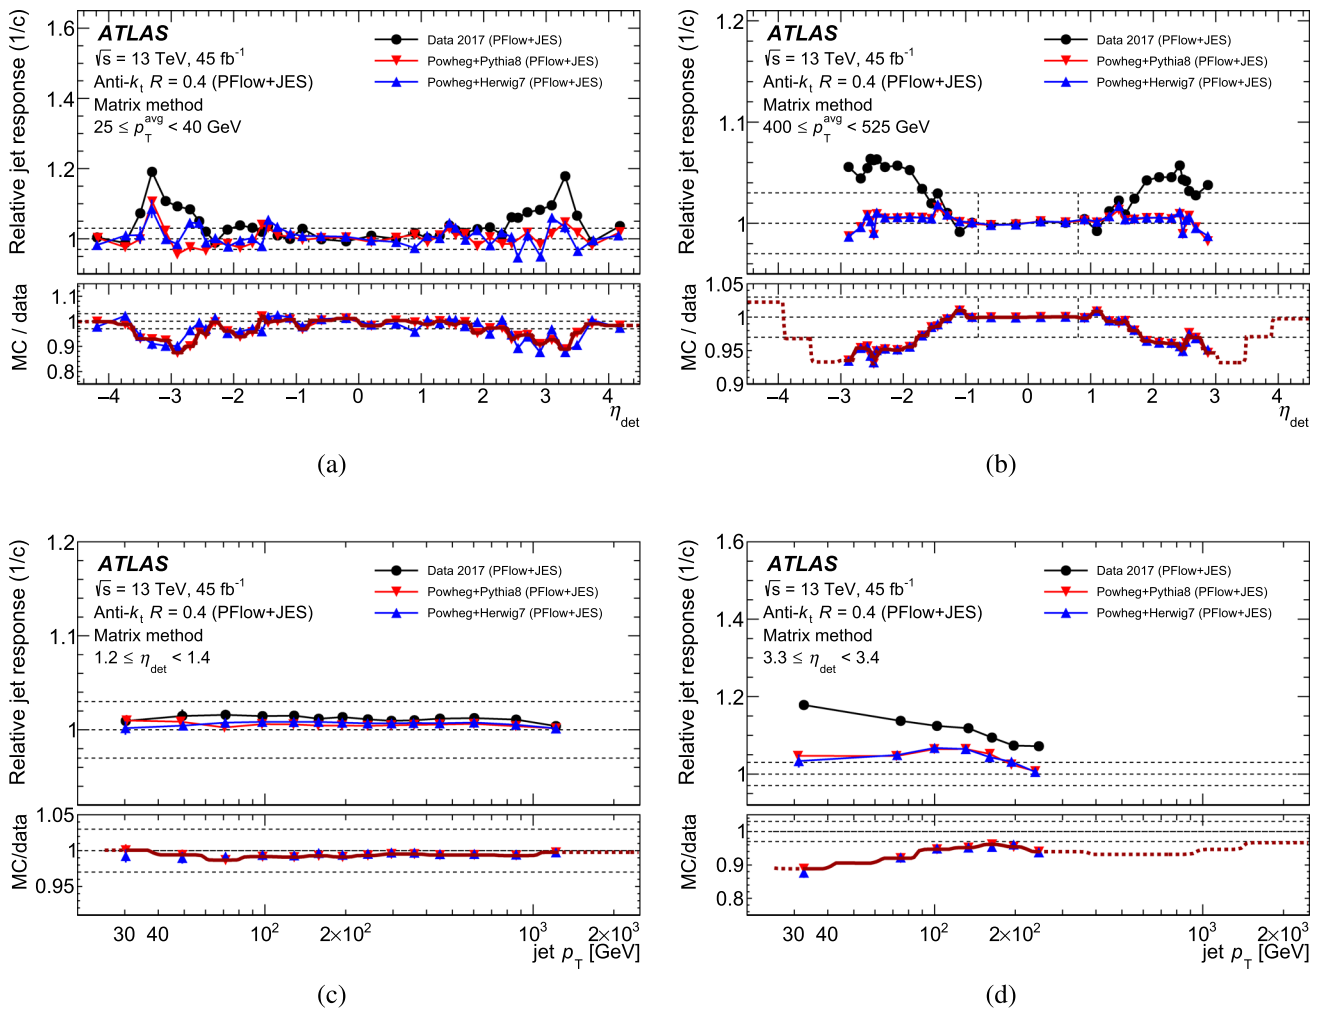 Relative jet response (1/c)
1.6
1.4
1.2
1
ATLAS
√s = 13 TeV, 45 fb⁻¹
Anti-kₜ R = 0.4 (PFlow+JES)
Matrix method
25 ≤ p_T^avg < 40 GeV
Data 2017 (PFlow+JES)
Powheg+Pythia8 (PFlow+JES)
Powheg+Herwig7 (PFlow+JES)
MC / data
1.1
1
0.9
0.8
−4 −3 −2 −1 0 1 2 3 4
η_det
(a)
Relative jet response (1/c)
1.2
1.1
1
ATLAS
√s = 13 TeV, 45 fb⁻¹
Anti-kₜ R = 0.4 (PFlow+JES)
Matrix method
400 ≤ p_T^avg < 525 GeV
Data 2017 (PFlow+JES)
Powheg+Pythia8 (PFlow+JES)
Powheg+Herwig7 (PFlow+JES)
MC / data
1.05
1
0.95
0.9
−4 −3 −2 −1 0 1 2 3 4
η_det
(b)
Relative jet response (1/c)
1.2
1.1
1
ATLAS
√s = 13 TeV, 45 fb⁻¹
Anti-kₜ R = 0.4 (PFlow+JES)
Matrix method
1.2 ≤ η_det < 1.4
Data 2017 (PFlow+JES)
Powheg+Pythia8 (PFlow+JES)
Powheg+Herwig7 (PFlow+JES)
MC/data
1.05
1
0.95
30 40 10² 2×10² 10³ 2×10³
jet p_T [GeV]
(c)
Relative jet response (1/c)
1.6
1.4
1.2
1
ATLAS
√s = 13 TeV, 45 fb⁻¹
Anti-kₜ R = 0.4 (PFlow+JES)
Matrix method
3.3 ≤ η_det < 3.4
Data 2017 (PFlow+JES)
Powheg+Pythia8 (PFlow+JES)
Powheg+Herwig7 (PFlow+JES)
MC/data
1
0.9
0.8
30 40 10² 2×10² 10³ 2×10³
jet p_T [GeV]
(d)